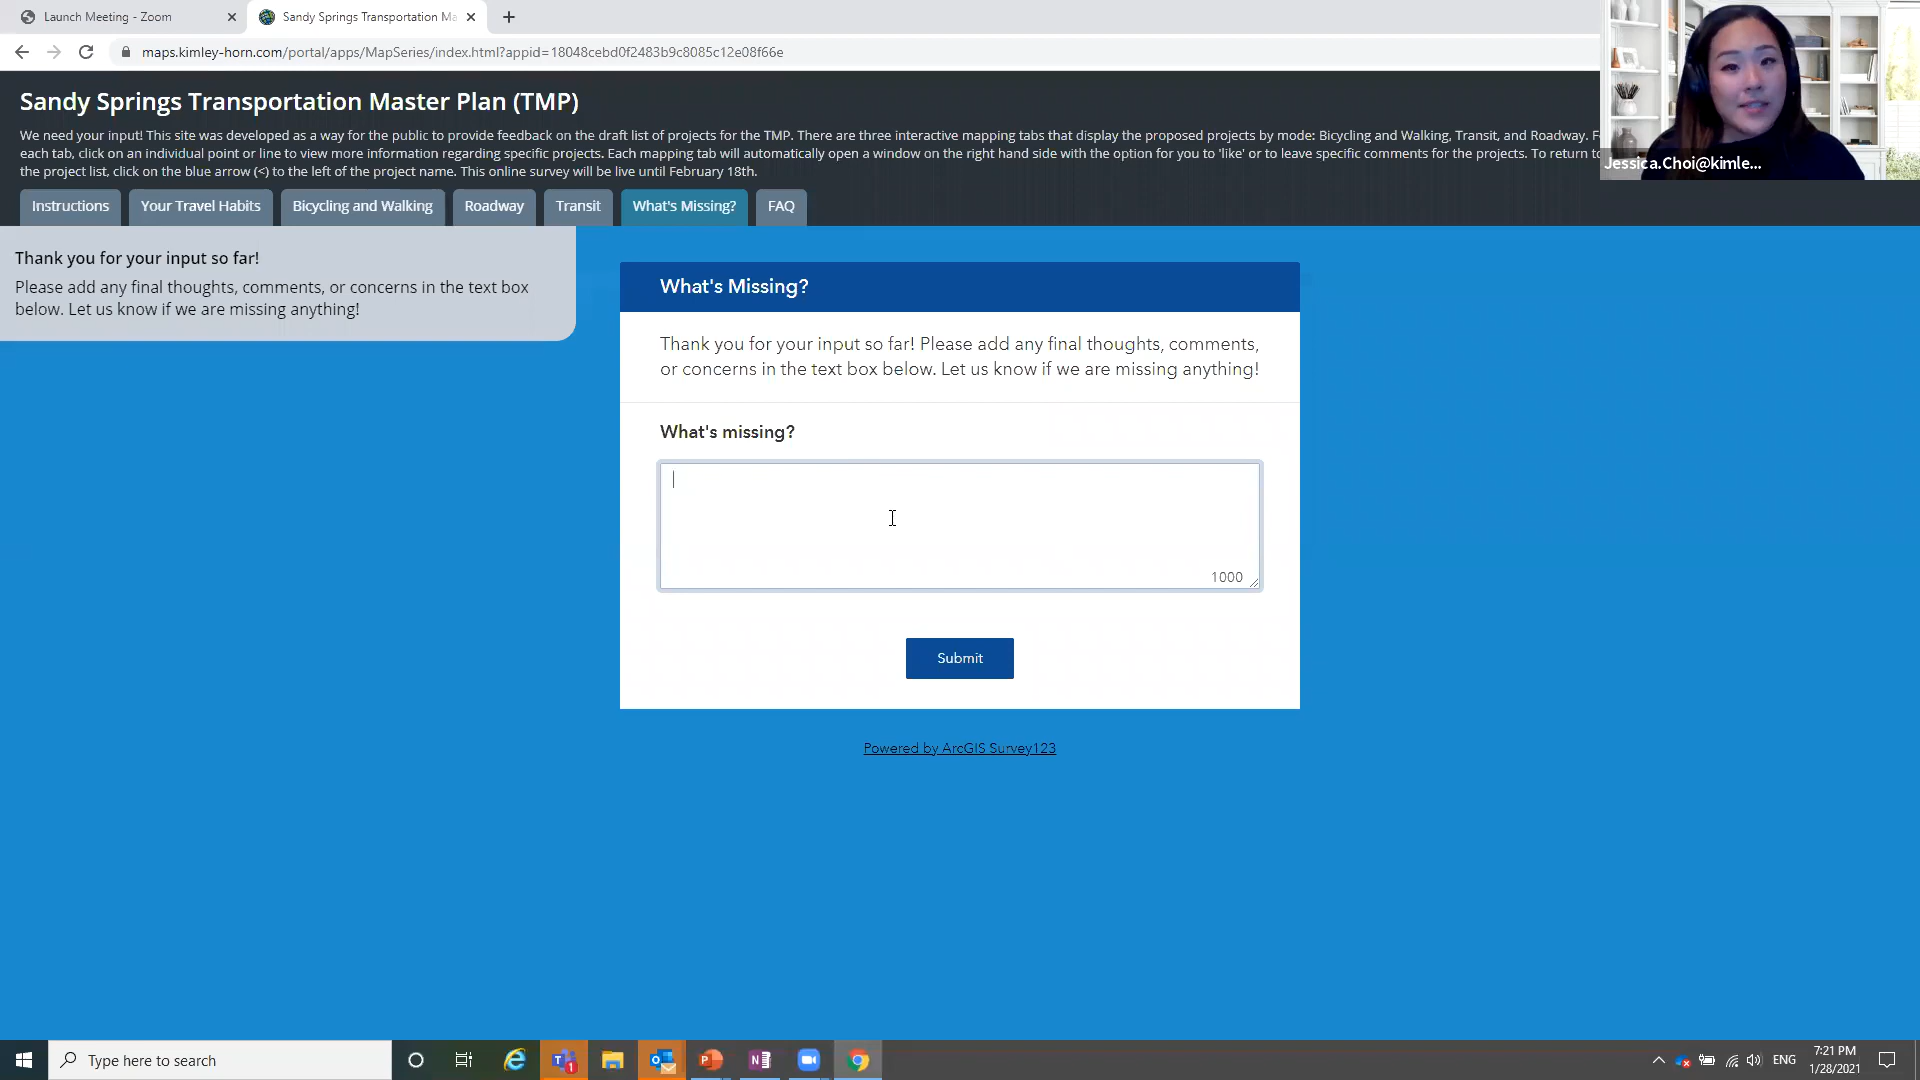 Launch Meeting - Zoom
Sandy Springs Transportation Ma
maps.kimley-horn.com/portal/apps/MapSeries/index.html?appid=18048cebd0f2483b9c8085c12e08f66e
Sandy Springs Transportation Master Plan (TMP)
We need your input! This site was developed as a way for the public to provide feedback on the draft list of projects for the TMP. There are three interactive mapping tabs that display the proposed projects by mode: Bicycling and Walking, Transit, and Roadway.
each tab, click on an individual point or line to view more information regarding specific projects. Each mapping tab will automatically open a window on the right hand side with the option for you to 'like' or to leave specific comments for the projects. To return
the project list, click on the blue arrow (<) to the left of the project name. This online survey will be live until February 18th.
Jessica.Choi@kimle...
Instructions
Your Travel Habits
Bicycling and Walking
Roadway
Transit
What's Missing?
FAQ
Thank you for your input so far!
Please add any final thoughts, comments, or concerns in the text box
below. Let us know if we are missing anything!
What's Missing?
Thank you for your input so far! Please add any final thoughts, comments,
or concerns in the text box below. Let us know if we are missing anything!
What's missing?
1000
Submit
Powered by ArcGIS Survey123
Type here to search
ENG
7:21 PM
1/28/2021